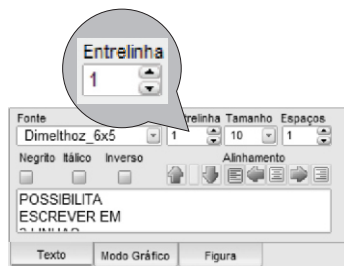 Entrelinha
1
Fonte relinha Tamanho Espaços
Dimelthoz_6x5 1 10 1
Negrito Itálico Inverso Alinhamento
POSSIBILITA
ESCREVER EM
Texto Modo Gráfico Figura